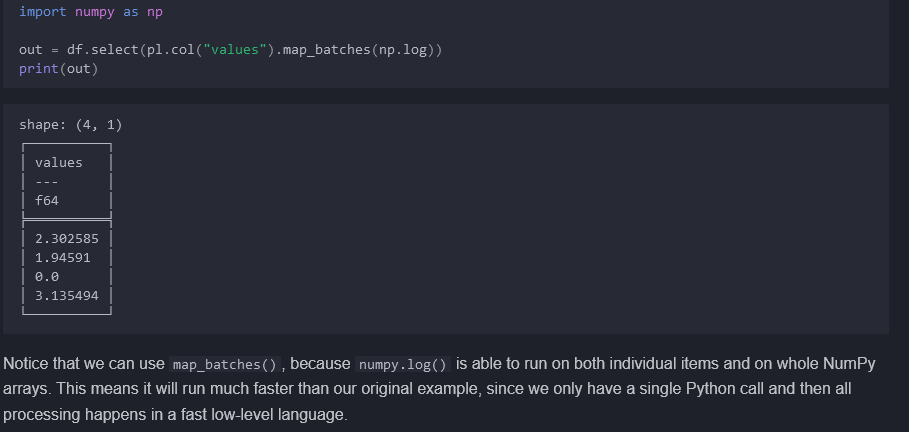 import numpy as np
out = df.select(pl.col("values").map_batches(np.log))
print(out)
shape: (4, 1)
values
---
f64
2.302585
1.94591
0.0
3.135494
Notice that we can use map_batches(), because numpy.log() is able to run on both individual items and on whole NumPy
arrays. This means it will run much faster than our original example, since we only have a single Python call and then all
processing happens in a fast low-level language.